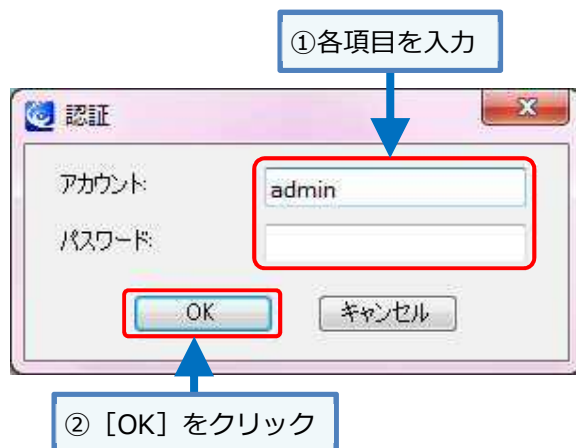 ①各項目を入力
認証
アカウント:
admin
パスワード:
OK
キャンセル
②［OK］をクリック